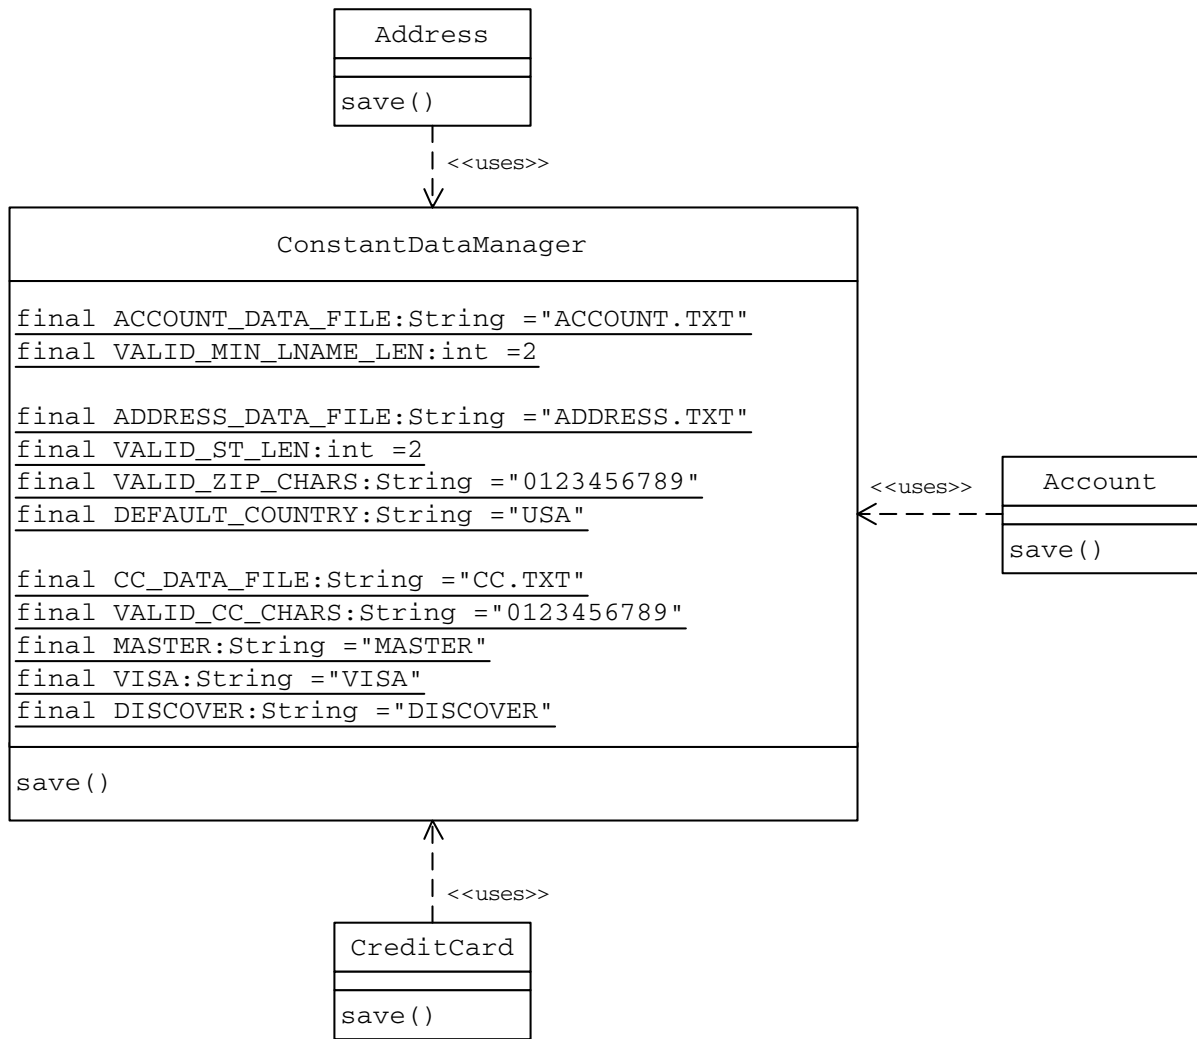 Address
save()
<<uses>>
ConstantDataManager
final ACCOUNT_DATA_FILE:String ="ACCOUNT.TXT"
final VALID_MIN_LNAME_LEN:int =2
final ADDRESS_DATA_FILE:String ="ADDRESS.TXT"
final VALID_ST_LEN:int =2
final VALID_ZIP_CHARS:String ="0123456789"
final DEFAULT_COUNTRY:String ="USA"
final CC_DATA_FILE:String ="CC.TXT"
final VALID_CC_CHARS:String ="0123456789"
final MASTER:String ="MASTER"
final VISA:String ="VISA"
final DISCOVER:String ="DISCOVER"
save()
<<uses>>
Account
save()
<<uses>>
CreditCard
save()